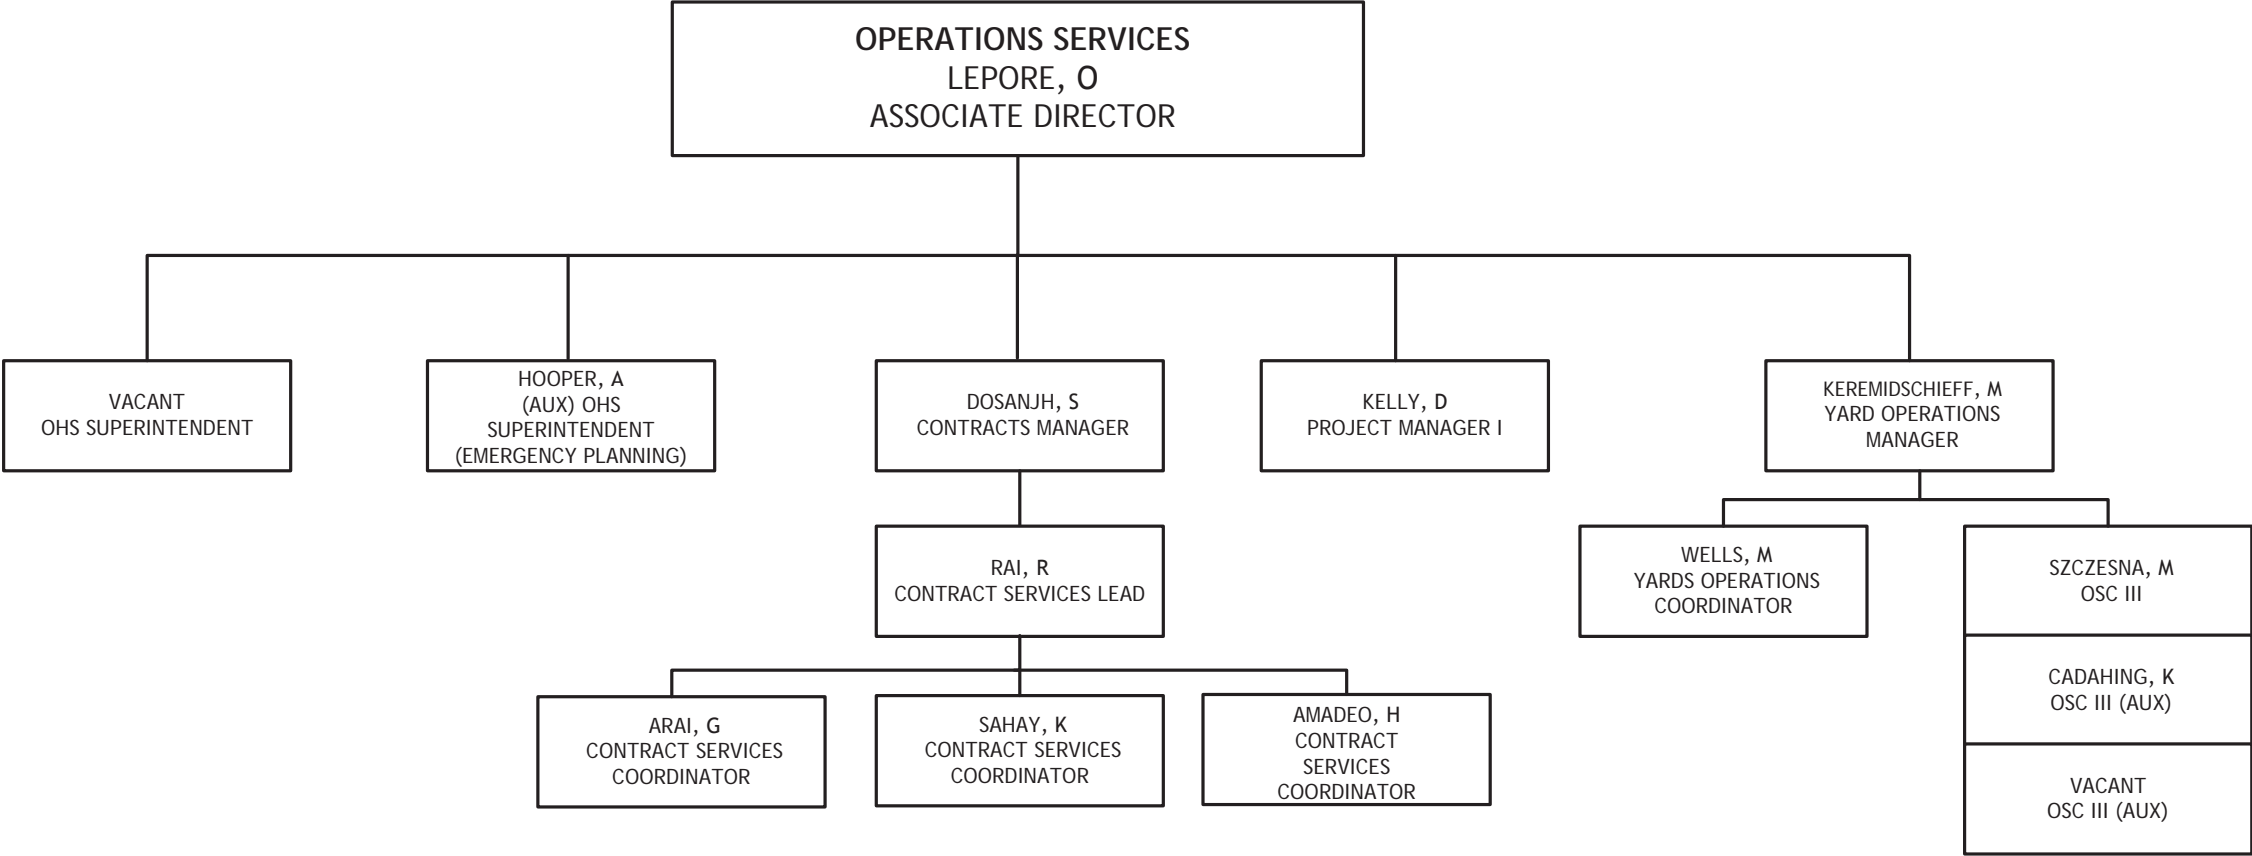 OPERATIONS SERVICES
LEPORE, O
ASSOCIATE DIRECTOR
VACANT
OHS SUPERINTENDENT
HOOPER, A
(AUX) OHS
SUPERINTENDENT
(EMERGENCY PLANNING)
DOSANJH, S
CONTRACTS MANAGER
KELLY, D
PROJECT MANAGER I
KEREMIDSCHIEFF, M
YARD OPERATIONS
MANAGER
RAI, R
CONTRACT SERVICES LEAD
WELLS, M
YARDS OPERATIONS
COORDINATOR
SZCZESNA, M
OSC III
CADAHING, K
OSC III (AUX)
VACANT
OSC III (AUX)
ARAI, G
CONTRACT SERVICES
COORDINATOR
SAHAY, K
CONTRACT SERVICES
COORDINATOR
AMADEO, H
CONTRACT
SERVICES
COORDINATOR